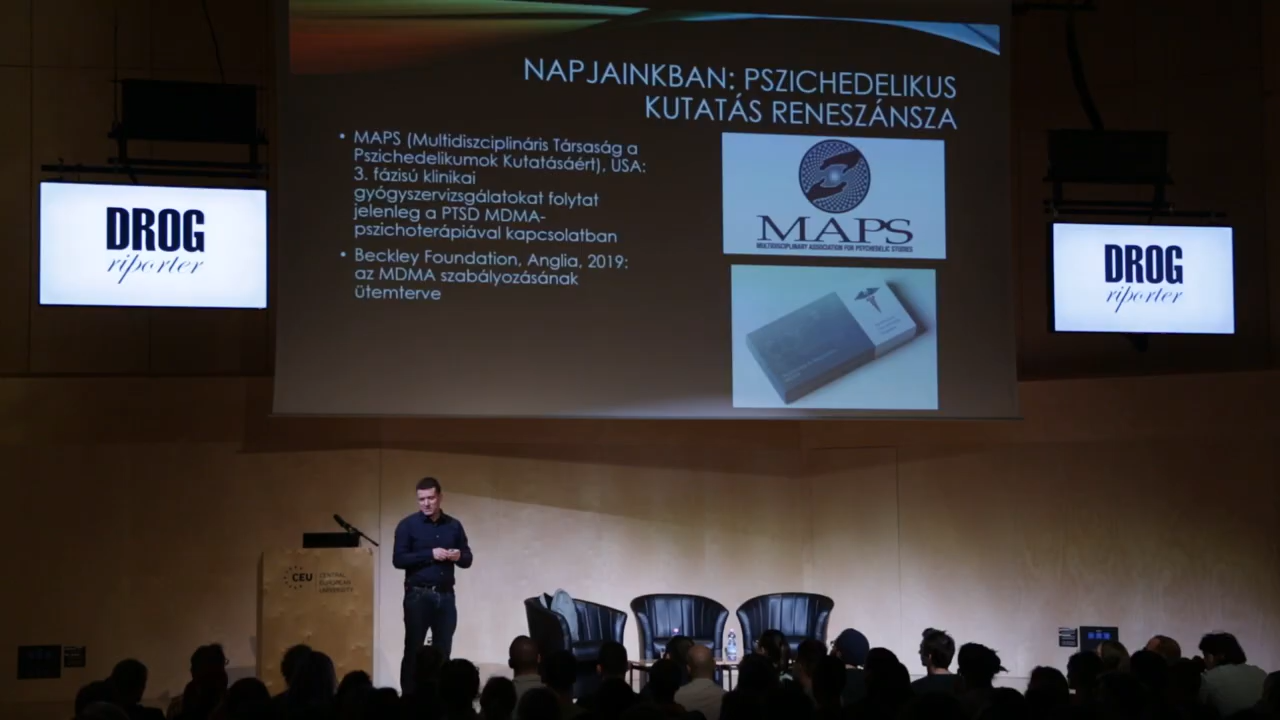 NAPJAINKBAN: PSZICHEDELIKUS
KUTATÁS RENESZÁNSZA
• MAPS (Multidiszciplináris Társaság a
Pszichedelikumok Kutatásáért), USA:
3. fázisú klinikai
gyógyszervizsgálatokat folytat
jelenleg a PTSD MDMA-
pszichoterápiával kapcsolatban
• Beckley Foundation, Anglia, 2019:
az MDMA szabályozásának
ütemterve
MAPS
MULTIDISCIPLINARY ASSOCIATION FOR PSYCHEDELIC STUDIES
DROG
riporter
DROG
riporter
CEU
CENTRAL
EUROPEAN
UNIVERSITY